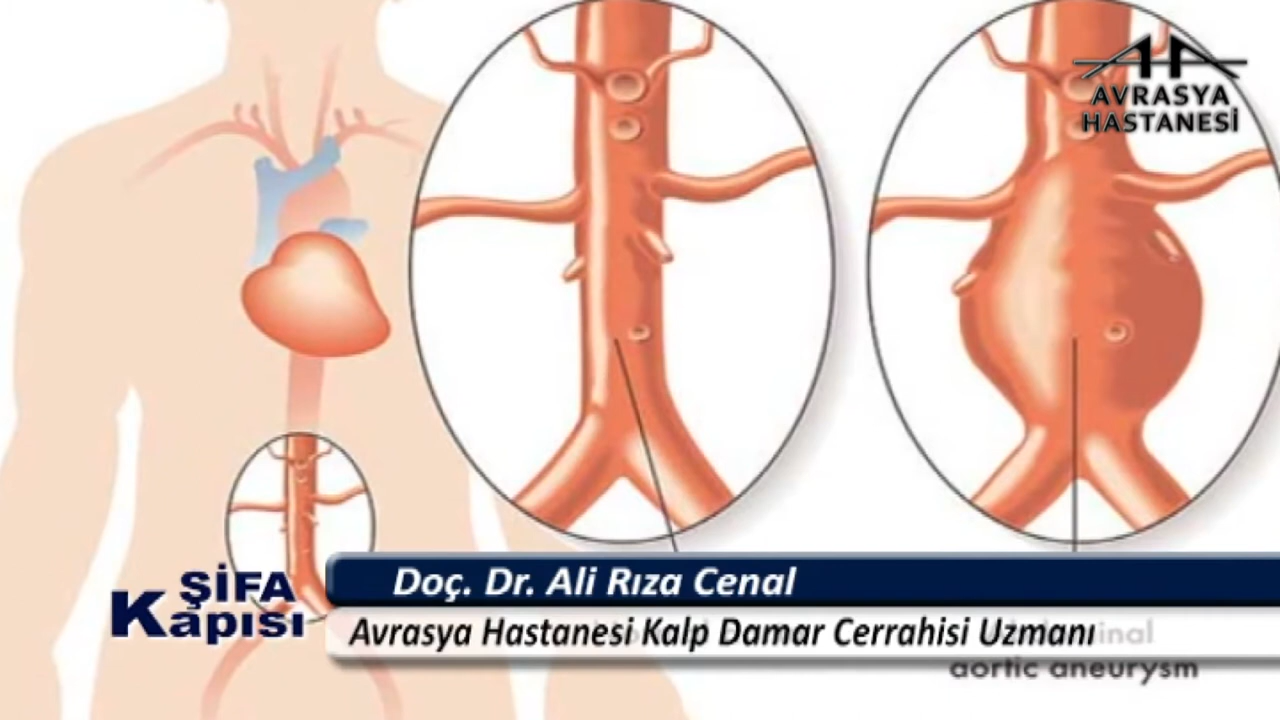 AVRASYA
HASTANESİ
ŞİFA
Kapısı
Doç. Dr. Ali Rıza Cenal
Avrasya Hastanesi Kalp Damar Cerrahisi Uzmanı
aortic aneurysm